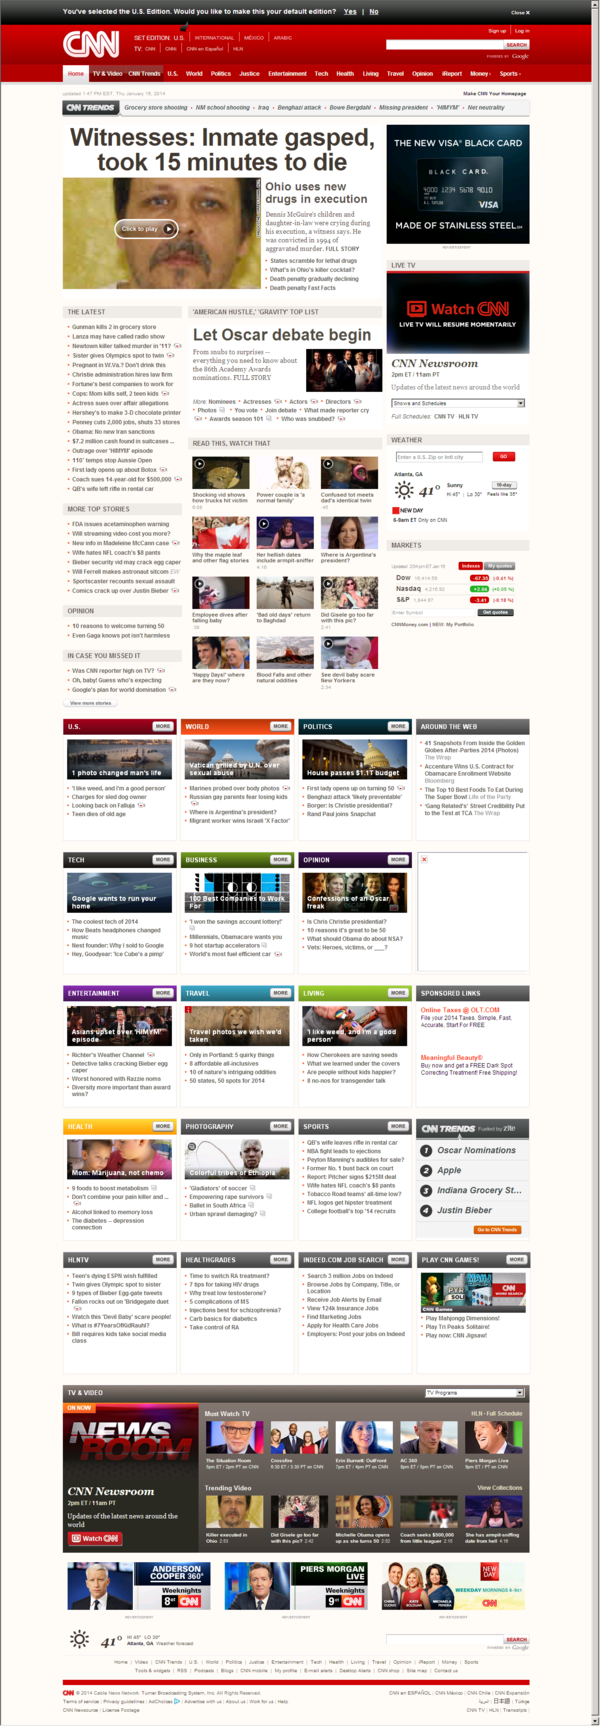 You've selected the U.S. Edition. Would you like to make this your default edition? Yes | No
Close ✕
CNN
SET EDITION: U.S. INTERNATIONAL MÉXICO ARABIC
TV: CNN CNNi CNN en Español HLN
Sign up Log in
SEARCH
POWERED BY Google
Home TV & Video CNN Trends U.S. World Politics Justice Entertainment Tech Health Living Travel Opinion iReport Money Sports
Make CNN Your Homepage
CNN TRENDS Grocery store shooting • NM school shooting • Iraq • Benghazi attack • Bowe Bergdahl • Missing president • 'HIMYM' • Net neutrality
Witnesses: Inmate gasped,
took 15 minutes to die
Click to play
Ohio uses new
drugs in execution
Dennis McGuire's children and
daughter-in-law were crying during
his execution, a witness says. He
was convicted in 1994 of
aggravated murder. FULL STORY
States scramble for lethal drugs
What's in Ohio's killer cocktail?
Death penalty gradually declining
Death penalty Fast Facts
THE NEW VISA® BLACK CARD
BLACK CARD.
VISA
MADE OF STAINLESS STEEL
ADVERTISEMENT
LIVE TV
Watch CNN
LIVE TV WILL RESUME MOMENTARILY
CNN Newsroom
2pm ET / 11am PT
Updates of the latest news around the world
Shows and Schedules
Full Schedules: CNN TV HLN TV
THE LATEST
Gunman kills 2 in grocery store
Lanza may have called radio show
Newtown killer talked murder in '11?
Sister gives Olympics spot to twin
Pregnant in W.Va.? Don't drink this
Christie administration hires law firm
Fortune's best companies to work for
Cops: Mom kills self, 2 teen kids
Actress sues over affair allegations
Hershey's to make 3-D chocolate printer
Penney cuts 2,000 jobs, shuts 33 stores
Obama: No new Iran sanctions
$7.2 million cash found in suitcases ...
Outrage over 'HIMYM' episode
110° temps stop Aussie Open
First lady opens up about Botox
Coach sues 14-year-old for $500,000
QB's wife left rifle in rental car
MORE TOP STORIES
FDA issues acetaminophen warning
Will streaming video cost you more?
New info in Madeleine McCann case
Wife hates NFL coach's $8 pants
Bieber security vid may crack egg caper
Will Ferrell makes astronaut sitcom EW
Sportscaster recounts sexual assault
Comics crack up over Justin Bieber
OPINION
10 reasons to welcome turning 50
Even Gaga knows pot isn't harmless
IN CASE YOU MISSED IT
Was CNN reporter high on TV?
Oh, baby! Guess who's expecting
Google's plan for world domination
View more stories
'AMERICAN HUSTLE,' 'GRAVITY' TOP LIST
Let Oscar debate begin
From snubs to surprises --
everything you need to know about
the 86th Academy Awards
nominations. FULL STORY
More: Nominees • Actresses • Actors • Directors
• Photos • You vote • Join debate • What made reporter cry
• Awards season 101 • Who was snubbed?
READ THIS, WATCH THAT
Shocking vid shows how trucks hit victim
Power couple is 'a normal family'
Confused tot meets dad's identical twin
Why the maple leaf and other flag stories
Her hellish dates include armpit-sniffer
Where is Argentina's president?
Employee dives after falling baby
'Bad old days' return to Baghdad
Did Gisele go too far with this pic?
'Happy Days!' where are they now?
Blood Falls and other natural oddities
See devil baby scare New Yorkers
WEATHER
Enter a U.S. Zip or Intl city GO
Atlanta, GA
41° Sunny 10-day
Hi 45° Lo 30° Feels like 35°
NEW DAY
6-9am ET Only on CNN
MARKETS
Indexes My quotes
Dow -67.35 (-0.41 %)
Nasdaq (+0.05 %)
S&P -3.41 (-0.18 %)
Enter Symbol Get quotes
CNNMoney.com | NEW: My Portfolio
U.S. MORE
1 photo changed man's life
'I like weed, and I'm a good person'
Charges for sled dog owner
Looking back on Falluja
Teen dies of old age
WORLD MORE
Vatican grilled by U.N. over
sexual abuse
Marines probed over body photos
Russian gay parents fear losing kids
Where is Argentina's president?
Migrant worker wins Israeli 'X Factor'
POLITICS MORE
House passes $1.1T budget
First lady opens up on turning 50
Benghazi attack 'likely preventable'
Borger: Is Christie presidential?
Rand Paul joins Snapchat
AROUND THE WEB
41 Snapshots From Inside the Golden
Globes After-Parties 2014 (Photos)
The Wrap
Accenture Wins U.S. Contract for
Obamacare Enrollment Website
Bloomberg
The Top 10 Best Foods To Eat During
The Super Bowl Life of the Party
'Gang Related's' Street Credibility Put
to the Test at TCA The Wrap
TECH MORE
Google wants to run your
home
The coolest tech of 2014
How Beats headphones changed
music
Nest founder: Why I sold to Google
Hey, Goodyear: 'Ice Cube's a pimp'
BUSINESS MORE
100 Best Companies to Work
For
'I won the savings account lottery!'
Millennials, Obamacare wants you
9 hot startup accelerators
World's most fuel efficient car
OPINION MORE
Confessions of an Oscar
freak
Is Chris Christie presidential?
10 reasons it's great to be 50
What should Obama do about NSA?
Vets: Heroes, victims, or ___?
ENTERTAINMENT MORE
Asians upset over 'HIMYM'
episode
Richter's Weather Channel
Detective talks cracking Bieber egg
caper
Worst honored with Razzie noms
Diversity more important than award
wins?
TRAVEL MORE
Travel photos we wish we'd
taken
Only in Portland: 5 quirky things
8 affordable all-inclusives
10 of nature's intriguing oddities
50 states, 50 spots for 2014
LIVING MORE
'I like weed, and I'm a good
person'
How Cherokees are saving seeds
What we learned under the covers
Are people without kids happier?
8 no-nos for transgender talk
SPONSORED LINKS
Online Taxes @ OLT.COM
File your 2014 Taxes. Simple, Fast,
Accurate, Start For FREE
Meaningful Beauty®
Buy now and get a FREE Dark Spot
Correcting Treatment! Free Shipping!
HEALTH MORE
Mom: Marijuana, not chemo
9 foods to boost metabolism
Don't combine your pain killer and ...
Alcohol linked to memory loss
The diabetes -- depression
connection
PHOTOGRAPHY MORE
Colorful tribes of Ethiopia
'Gladiators' of soccer
Empowering rape survivors
Ballet in South Africa
Urban sprawl damaging?
SPORTS MORE
QB's wife leaves rifle in rental car
NBA fight leads to ejections
Peyton Manning's audibles for sale?
Former No. 1 bust back on court
Report: Pitcher signs $215M deal
Wife hates NFL coach's $8 pants
Tobacco Road teams' all-time low?
NFL logos get hipster treatment
College football's top '14 recruits
CNN TRENDS Fueled by zite
1 Oscar Nominations
2 Apple
3 Indiana Grocery St...
4 Justin Bieber
Go to CNN Trends
HLNTV MORE
Teen's dying ESPN wish fulfilled
Twin gives Olympic spot to sister
9 types of Bieber Egg-gate tweets
Fallon rocks out on 'Bridgegate duet'
Watch this 'Devil Baby' scare people!
What is #7YearsOfKidRauhl?
Bill requires kids take social media
class
HEALTHGRADES MORE
Time to switch RA treatment?
7 tips for taking HIV drugs
Why treat low testosterone?
5 complications of MS
Injections best for schizophrenia?
Carb basics for diabetics
Take control of RA
INDEED.COM JOB SEARCH MORE
Search 3 million Jobs on Indeed
Browse Jobs by Company, Title, or
Location
Receive Job Alerts by Email
View 124k Insurance Jobs
Find Marketing Jobs
Apply for Health Care Jobs
Employers: Post your jobs on Indeed
PLAY CNN GAMES! MORE
CNN Games
Play Mahjongg Dimensions!
Play Tri Peaks Solitaire!
Play now: CNN Jigsaw!
TV & VIDEO
TV Programs
ON NOW
NEWS
ROOM
CNN Newsroom
2pm ET / 11am PT
Updates of the latest news around the
world
Watch CNN
Must Watch TV HLN - Full Schedule
The Situation Room
Crossfire
Erin Burnett: OutFront
AC 360
Piers Morgan Live
Trending Video View Collections
Killer executed in Ohio 2:53
Did Gisele go too far with this pic? 2:42
Michelle Obama opens up as she turns 50 2:52
Coach seeks $500,000 from little leaguer 2:15
She has armpit-sniffing date from hell 4:16
ANDERSON
COOPER 360°
Weeknights
8ET CNN
PIERS MORGAN
LIVE
Weeknights
9ET CNN
NEW DAY
WEEKDAY MORNINGS 6-9ET
CNN
41° HI 45° LO 30°
Atlanta, GA Weather forecast
SEARCH
POWERED BY Google
Home | Video | CNN Trends | U.S. | World | Politics | Justice | Entertainment | Tech | Health | Living | Travel | Opinion | iReport | Money | Sports
Tools & widgets | RSS | Podcasts | Blogs | CNN mobile | My profile | E-mail alerts | Desktop Alerts | CNN shop | Site map | Contact us
CNN © 2014 Cable News Network. Turner Broadcasting System, Inc. All Rights Reserved.
CNN en ESPAÑOL | CNN México | CNN Chile | CNN Expansión
Terms of service | Privacy guidelines | AdChoices | Advertise with us | About us | Work for us | Help
العربية | 日本語 | Türkçe
CNN Newsource | License Footage
CNN TV | HLN | Transcripts